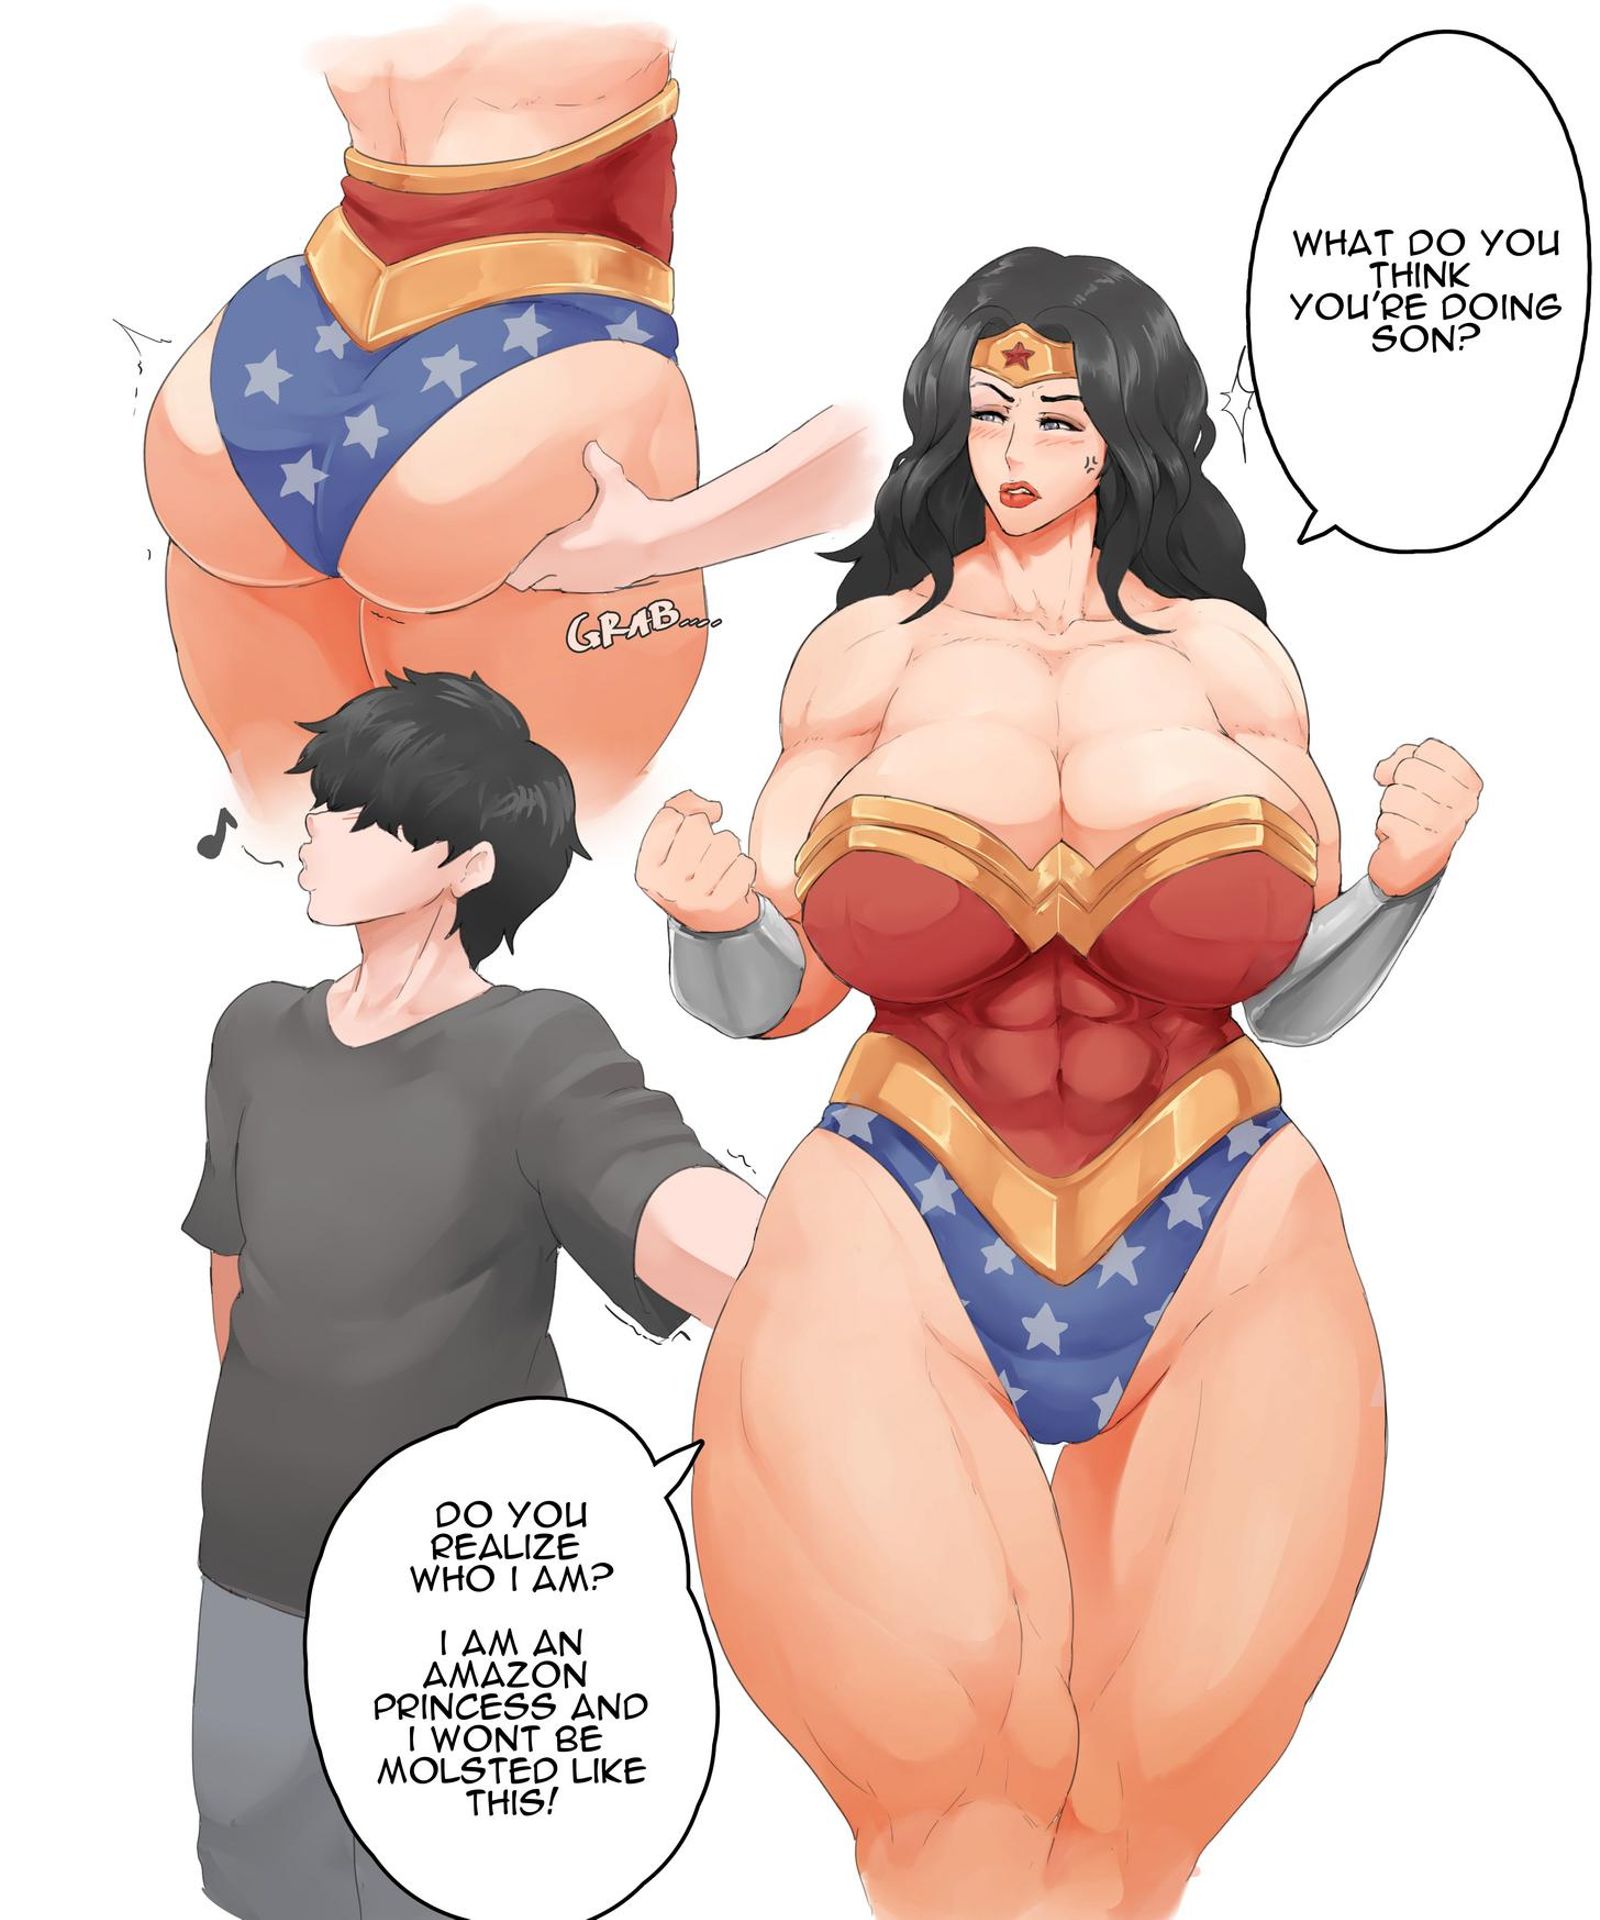 WHAT DO YOU
THINK
YOU'RE DOING
SON?
GRAB....
DO YOU
REALIZE
WHO I AM?
I AM AN
AMAZON
PRINCESS AND
I WONT BE
MOLSTED LIKE
THIS!